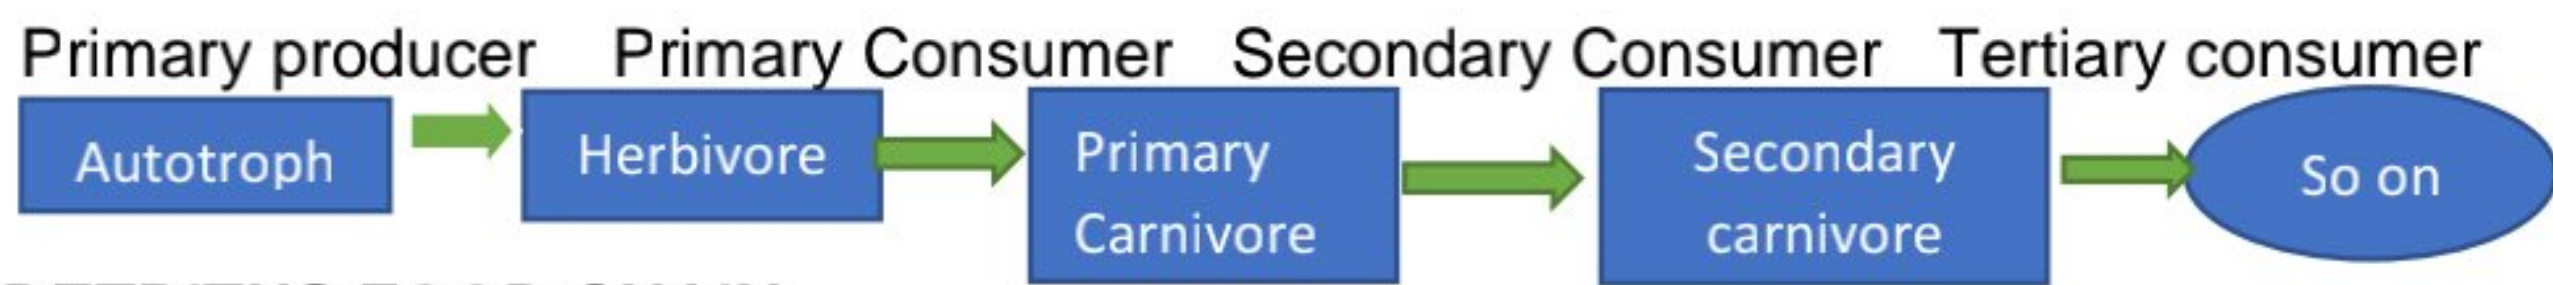 Primary producer Primary Consumer Secondary Consumer Tertiary consumer
Autotroph
Herbivore
Primary
Carnivore
Secondary
carnivore
So on